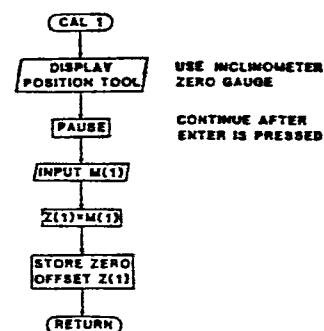 CAL 1
DISPLAY
POSITION TOOL
USE INCLINOMETER
ZERO GAUGE
PAUSE
CONTINUE AFTER
ENTER IS PRESSED
INPUT M(1)
Z(1)=M(1)
STORE ZERO
OFFSET Z(1)
RETURN